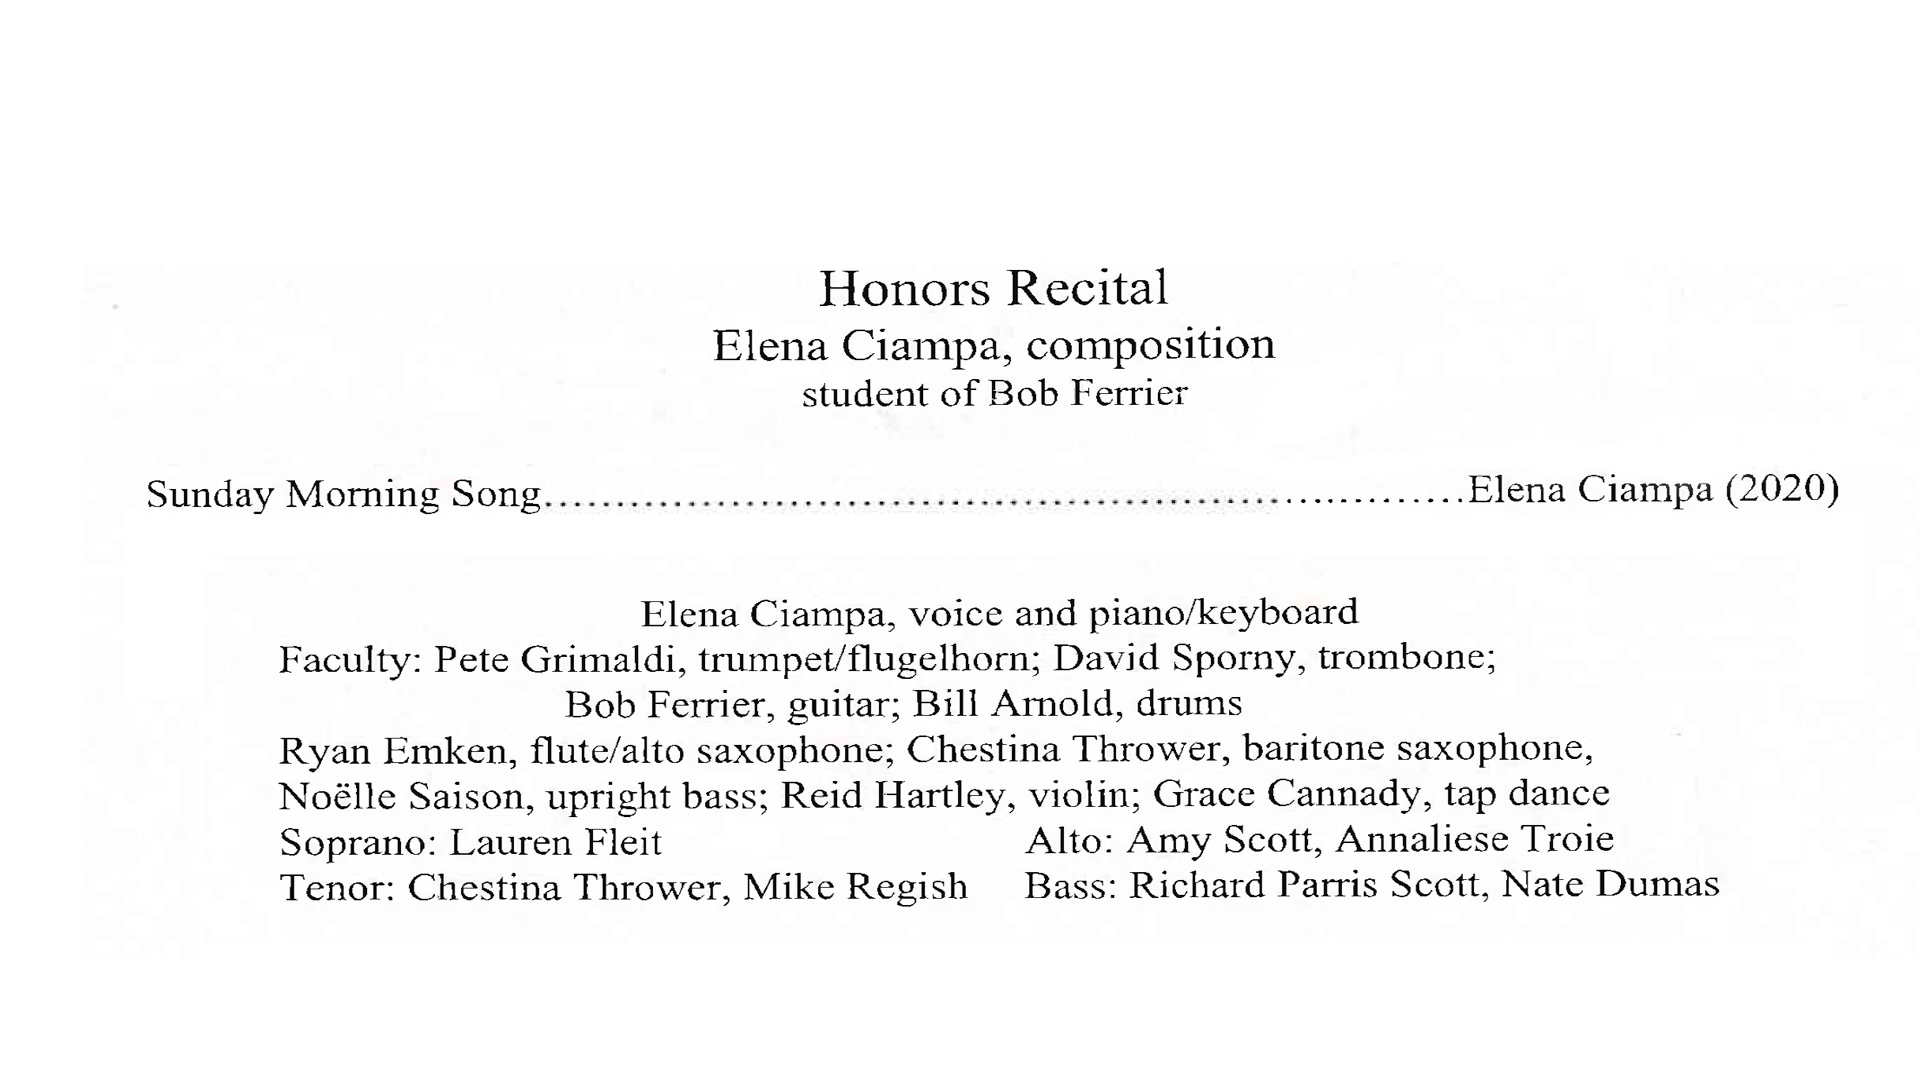 Honors Recital
Elena Ciampa, composition
student of Bob Ferrier
Sunday Morning Song................................................................Elena Ciampa (2020)
Elena Ciampa, voice and piano/keyboard
Faculty: Pete Grimaldi, trumpet/flugelhorn; David Sporny, trombone;
Bob Ferrier, guitar; Bill Arnold, drums
Ryan Emken, flute/alto saxophone; Chestina Thrower, baritone saxophone,
Noëlle Saison, upright bass; Reid Hartley, violin; Grace Cannady, tap dance
Soprano: Lauren Fleit Alto: Amy Scott, Annaliese Troie
Tenor: Chestina Thrower, Mike Regish Bass: Richard Parris Scott, Nate Dumas